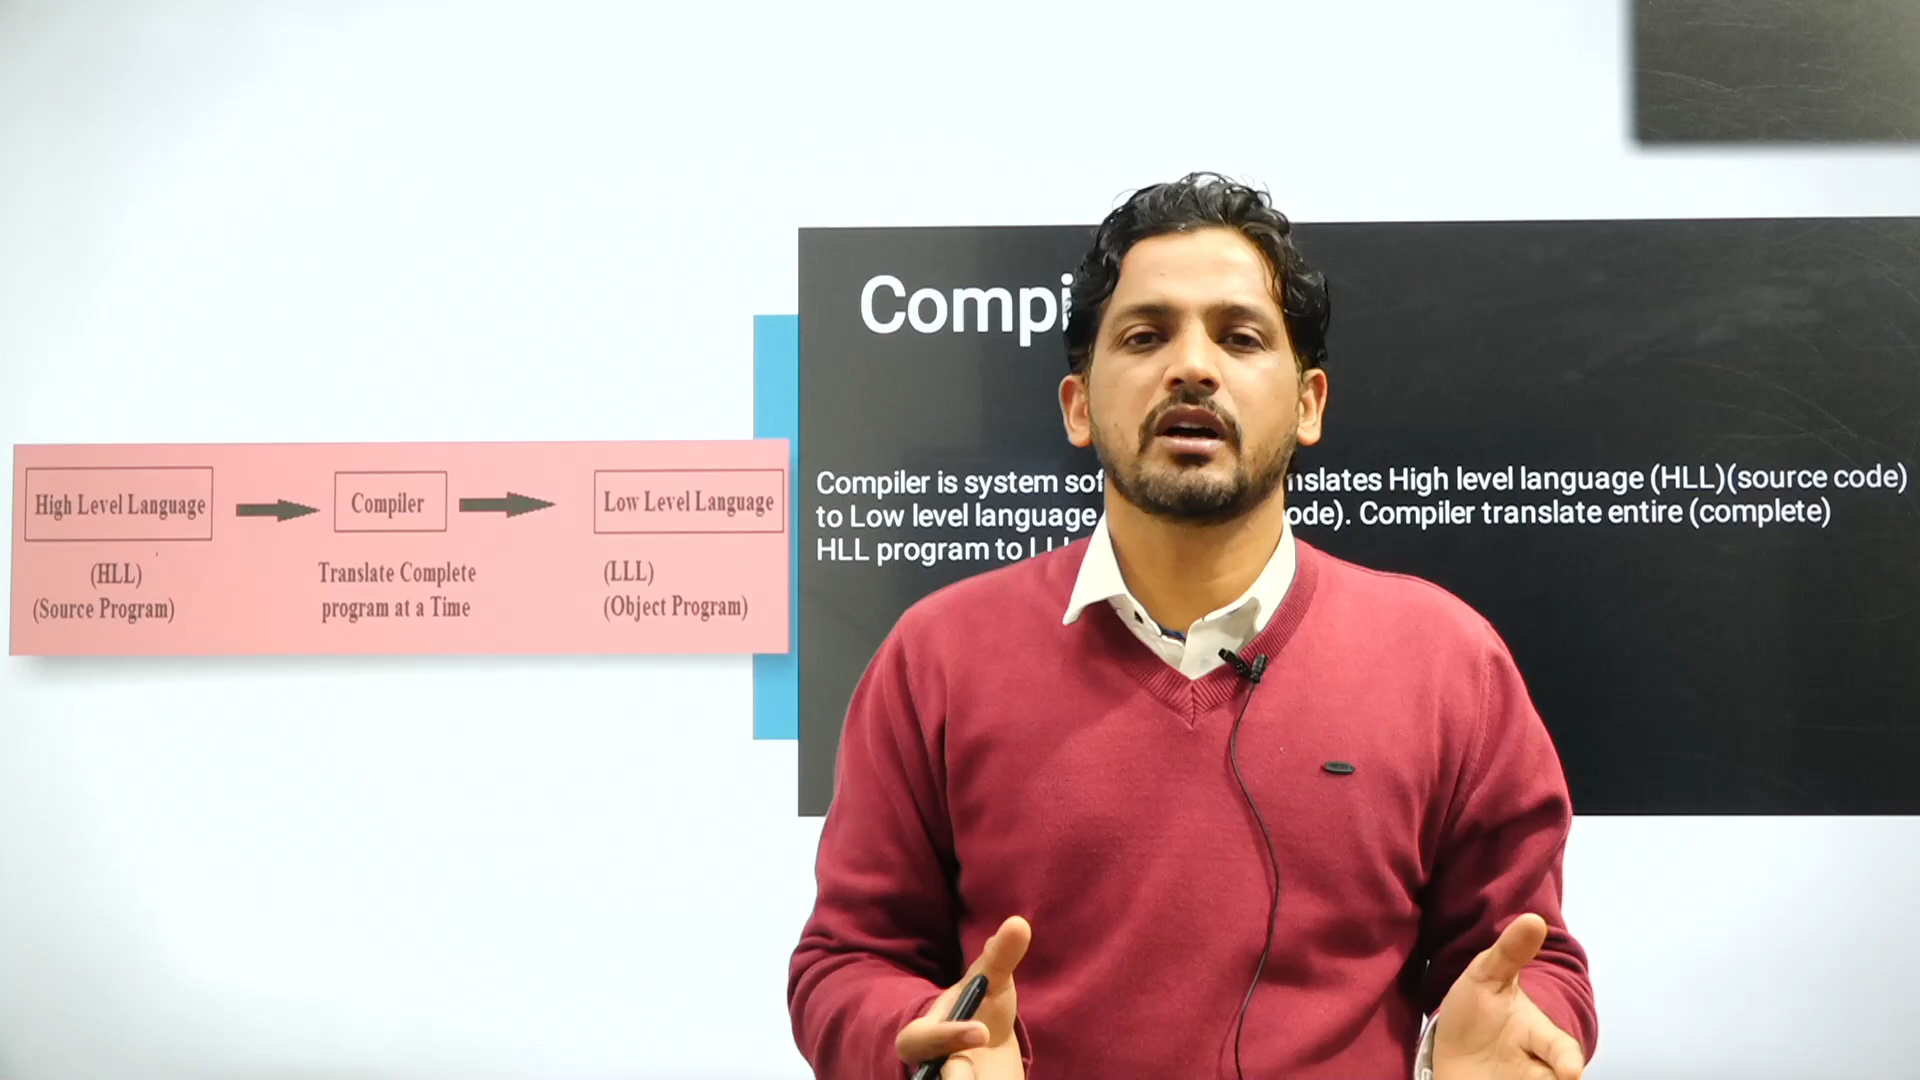 High Level Language
Compiler
Low Level Language
(HLL)
(Source Program)
Translate Complete
program at a Time
(LLL)
(Object Program)
Compiler is system nslates High level language (HLL)(source code)
to Low level language ode). Compiler translate entire (complete)
HLL program to